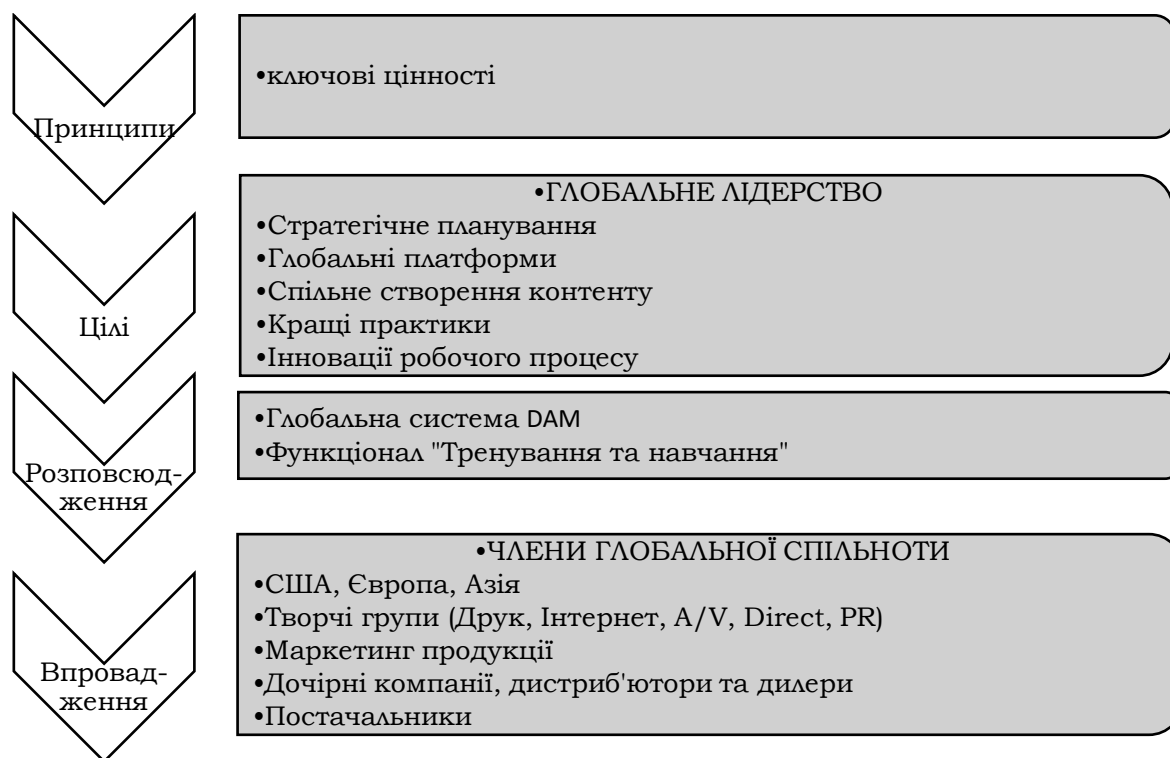 Принципи
•ключові цінності
Цілі
•ГЛОБАЛЬНЕ ЛІДЕРСТВО
•Стратегічне планування
•Глобальні платформи
•Спільне створення контенту
•Кращі практики
•Інновації робочого процесу
Розповсюд-
ження
•Глобальна система DAM
•Функціонал "Тренування та навчання"
Впровад-
ження
•ЧЛЕНИ ГЛОБАЛЬНОЇ СПІЛЬНОТИ
•США, Європа, Азія
•Творчі групи (Друк, Інтернет, A/V, Direct, PR)
•Маркетинг продукції
•Дочірні компанії, дистриб'ютори та дилери
•Постачальники